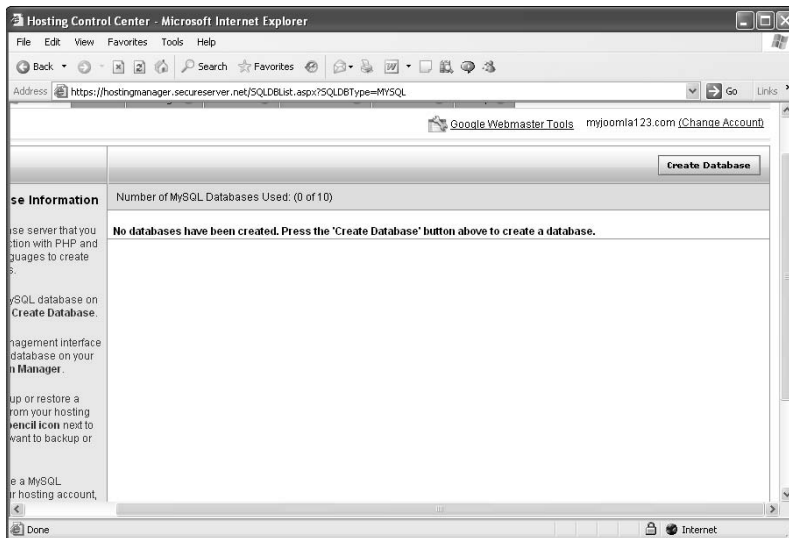 Hosting Control Center - Microsoft Internet Explorer
File Edit View Favorites Tools Help
Back Search Favorites
Address https://hostingmanager.secureserver.net/SQLDBList.aspx?SQLDBType=MYSQL Go Links
Google Webmaster Tools myjoomla123.com (Change Account)
Create Database
se Information
Number of MySQL Databases Used: (0 of 10)
ase server that you
ction with PHP and
guages to create
s.
No databases have been created. Press the 'Create Database' button above to create a database.
ySQL database on
Create Database.
nagement interface
database on your
n Manager.
up or restore a
rom your hosting
pencil icon next to
want to backup or
e a MySQL
ur hosting account,
Done Internet